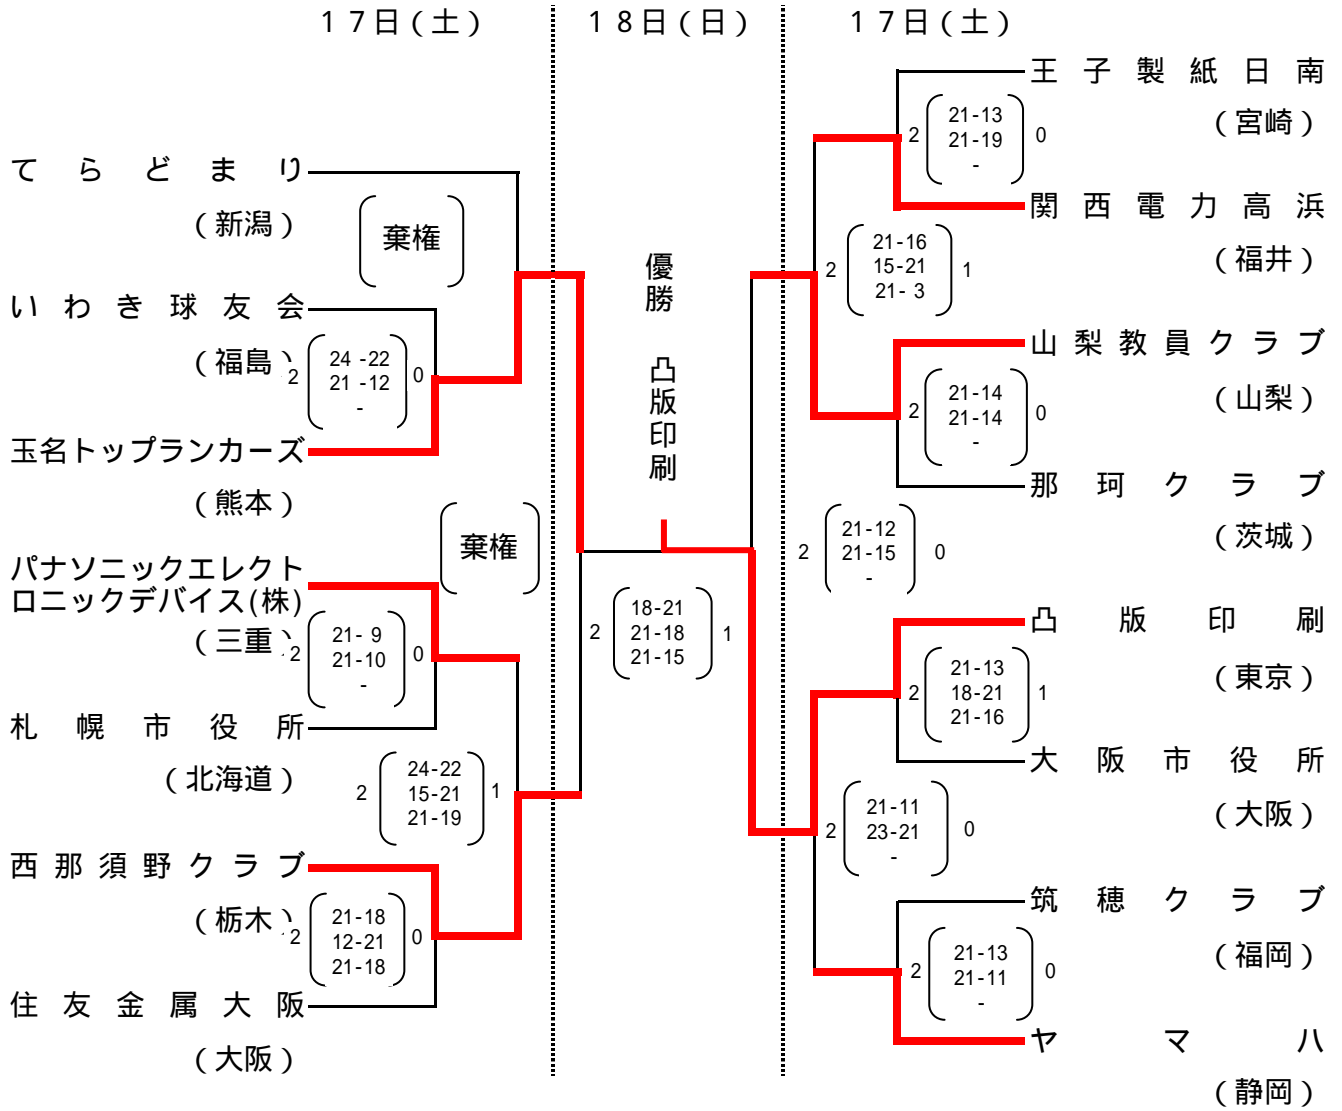 17日(土)
18日(日)
17日(土)
てらどまり
(新潟)
棄権
いわき球友会
(福島)
2
24 -22
21 -12
-
0
玉名トップランカーズ
(熊本)
棄権
パナソニックエレクト
ロニックデバイス(株)
(三重)
2
21- 9
21-10
-
0
札幌市役所
(北海道)
2
24-22
15-21
21-19
1
西那須野クラブ
(栃木)
2
21-18
12-21
21-18
0
住友金属大阪
(大阪)
優勝 凸版印刷
2
18-21
21-18
21-15
1
王子製紙日南
(宮崎)
2
21-13
21-19
-
0
関西電力高浜
(福井)
2
21-16
15-21
21- 3
1
山梨教員クラブ
(山梨)
2
21-14
21-14
-
0
那珂クラブ
(茨城)
2
21-12
21-15
-
0
凸版印刷
(東京)
2
21-13
18-21
21-16
1
大阪市役所
(大阪)
2
21-11
23-21
-
0
筑穂クラブ
(福岡)
2
21-13
21-11
-
0
ヤマハ
(静岡)